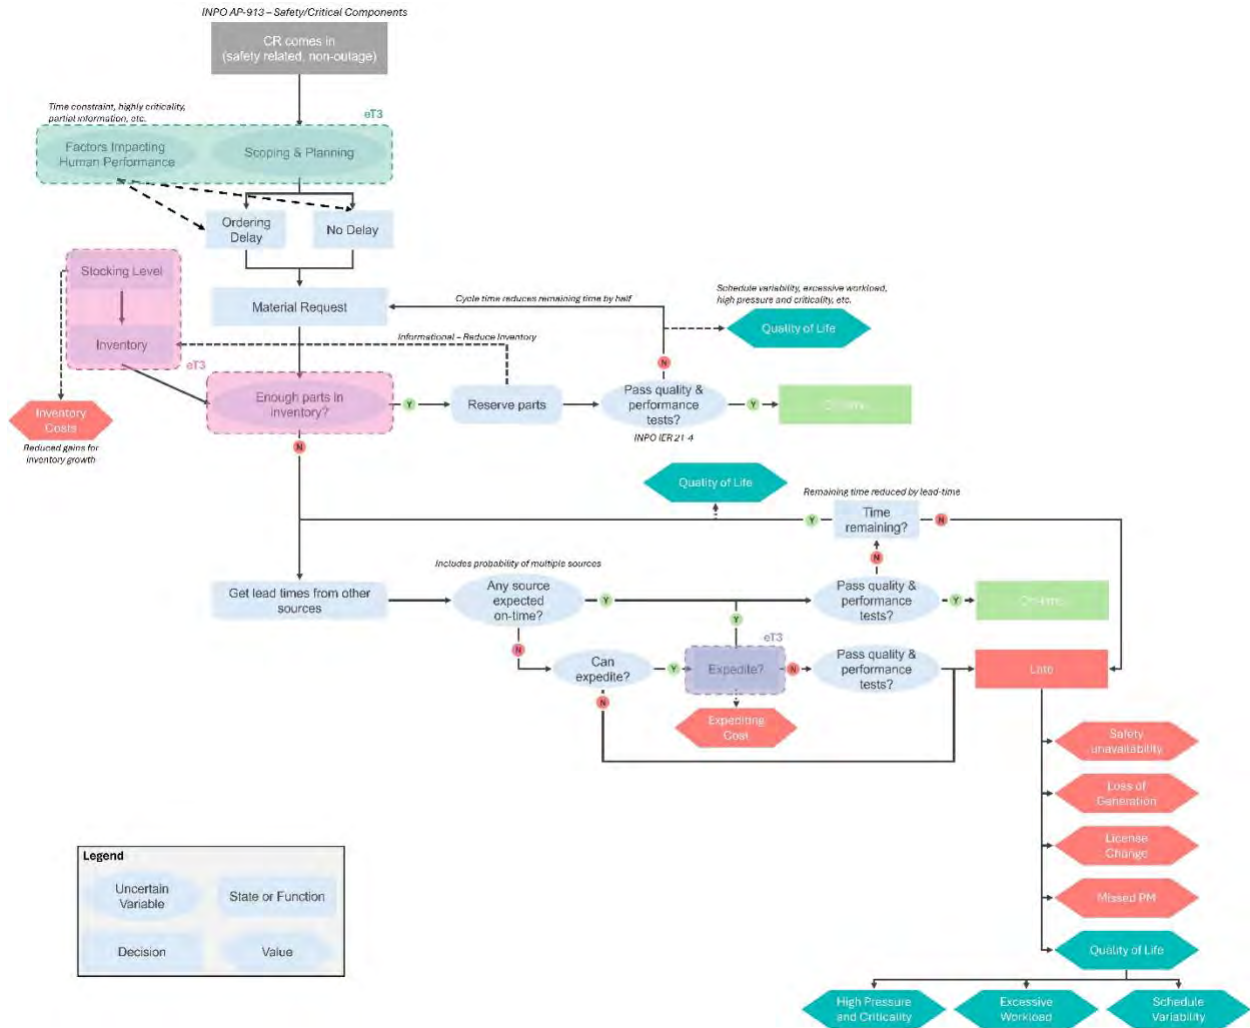 INPO AP-913 – Safety/Critical Components
CR comes in
(safety related, non-outage)
Time constraint, highly criticality,
partial information, etc.
eT3
Factors Impacting
Human Performance
Scoping & Planning
Ordering
Delay
No Delay
Stocking Level
Material Request
Cycle time reduces remaining time by half
Schedule variability, excessive workload,
high pressure and criticality, etc.
Quality of Life
Inventory
Informational – Reduce Inventory
eT3
N
Enough parts in
inventory?
Y
Reserve parts
Pass quality &
performance
tests?
Y
On-time
INPO IER 21-4
Inventory
Costs
Reduced gains for
inventory growth
N
Quality of Life
Remaining time reduced by lead-time
Y
Time
remaining?
N
Includes probability of multiple sources
N
Get lead times from other
sources
Any source
expected
on-time?
Y
Pass quality &
performance
tests?
Y
On-time
Y
eT3
N
Can
expedite?
Y
Expedite?
N
Pass quality &
performance
tests?
Late
N
Expediting
Cost
Safety
unavailability
Loss of
Generation
License
Change
Missed PM
Quality of Life
High Pressure
and Criticality
Excessive
Workload
Schedule
Variability
Legend
Uncertain
Variable
State or Function
Decision
Value